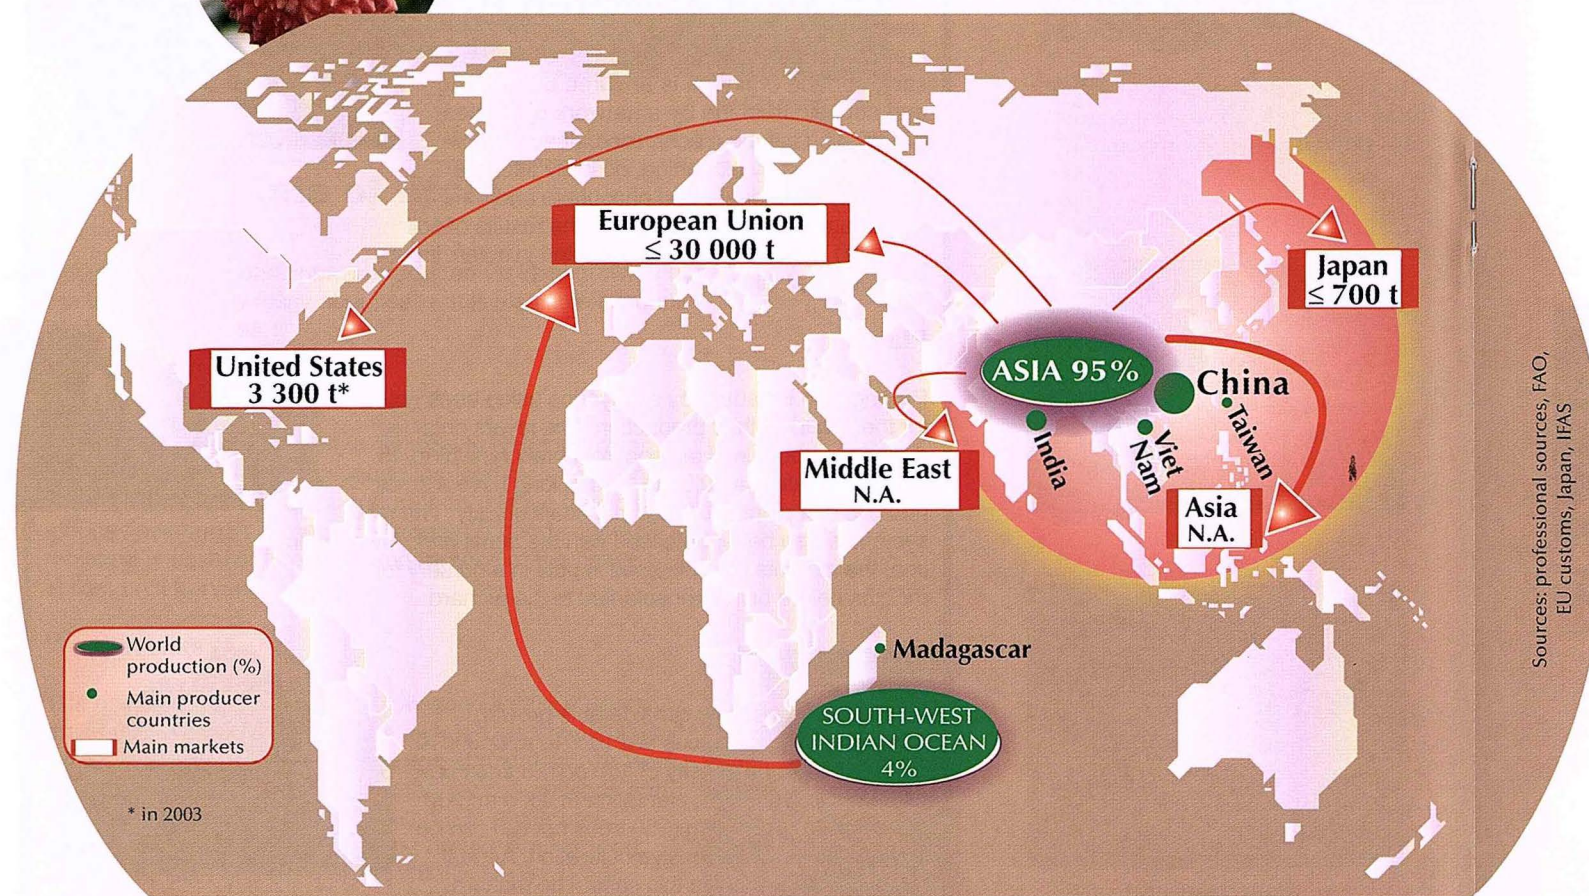 European Union
≤ 30 000 t
Japan
≤ 700 t
United States
3 300 t*
ASIA 95%
China
Taiwan
Viet
Nam
India
Middle East
N.A.
Asia
N.A.
Madagascar
SOUTH-WEST
INDIAN OCEAN
4%
World
production (%)
Main producer
countries
Main markets
* in 2003
Sources: professional sources, FAO,
EU customs, Japan, IFAS